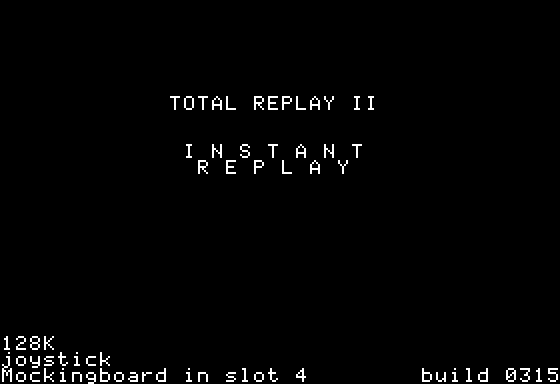 TOTAL REPLAY II
I N S T A N T
R E P L A Y
128K
joystick
Mockingboard in slot 4 build 0315